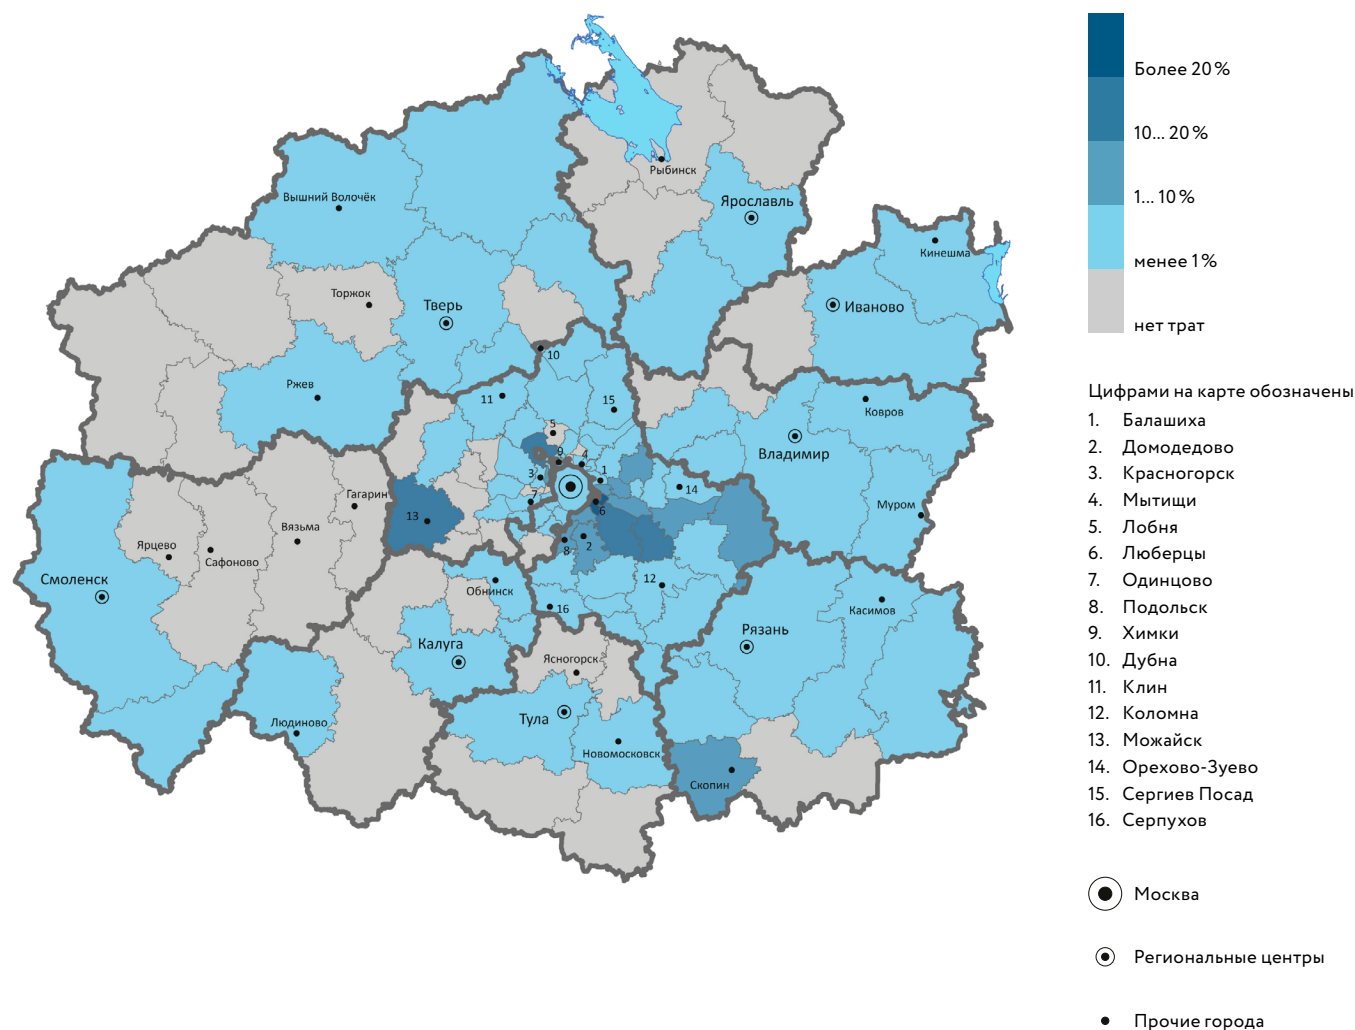 Более 20 %
10... 20 %
1... 10 %
менее 1 %
нет трат
Рыбинск
Вышний Волочёк
Ярославль
Кинешма
Торжок
Тверь
Иваново
10
Ржев
11
15
Ковров
5
Владимир
9
4
3
1
14
Гагарин
7
Муром
6
13
Вязьма
Ярцево
8
2
Сафоново
Смоленск
12
Обнинск
16
Касимов
Рязань
Калуга
Ясногорск
Людиново
Тула
Новомосковск
Скопин
Цифрами на карте обозначены
1. Балашиха
2. Домодедово
3. Красногорск
4. Мытищи
5. Лобня
6. Люберцы
7. Одинцово
8. Подольск
9. Химки
10. Дубна
11. Клин
12. Коломна
13. Можайск
14. Орехово-Зуево
15. Сергиев Посад
16. Серпухов
Москва
Региональные центры
Прочие города